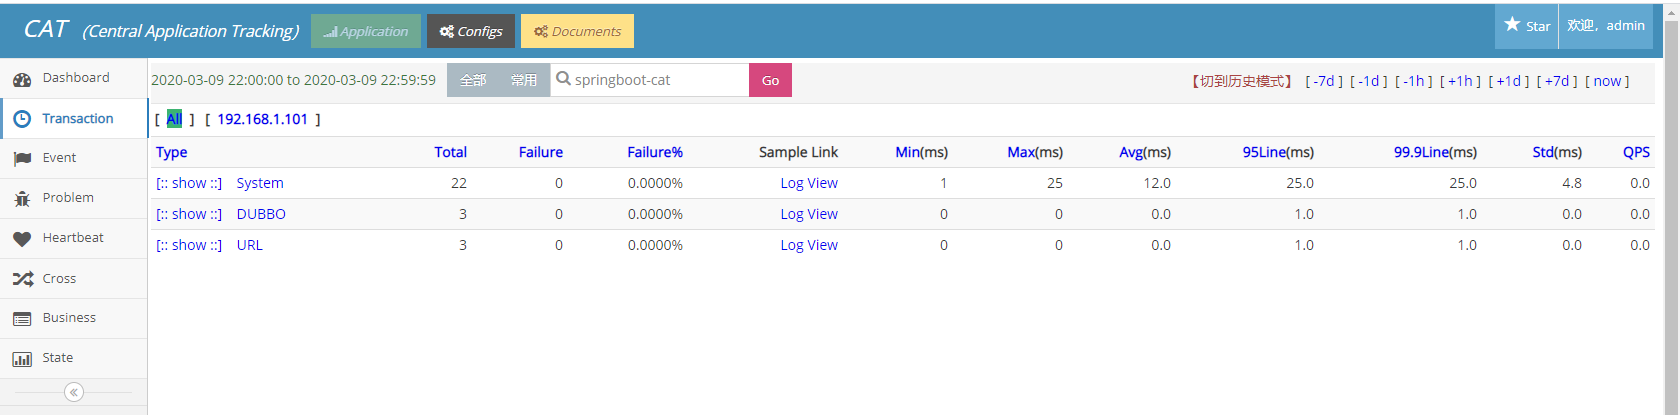 CAT (Central Application Tracking) Application Configs Documents Star 欢迎，admin
Dashboard
Transaction
Event
Problem
Heartbeat
Cross
Business
State
2020-03-09 22:00:00 to 2020-03-09 22:59:59 全部 常用 springboot-cat Go 【切到历史模式】 [ -7d ] [ -1d ] [ -1h ] [ +1h ] [ +1d ] [ +7d ] [ now ]
[ All ] [ 192.168.1.101 ]
Type Total Failure Failure% Sample Link Min(ms) Max(ms) Avg(ms) 95Line(ms) 99.9Line(ms) Std(ms) QPS
[:: show ::] System 22 0 0.0000% Log View 1 25 12.0 25.0 25.0 4.8 0.0
[:: show ::] DUBBO 3 0 0.0000% Log View 0 0 0.0 1.0 1.0 0.0 0.0
[:: show ::] URL 3 0 0.0000% Log View 0 0 0.0 1.0 1.0 0.0 0.0